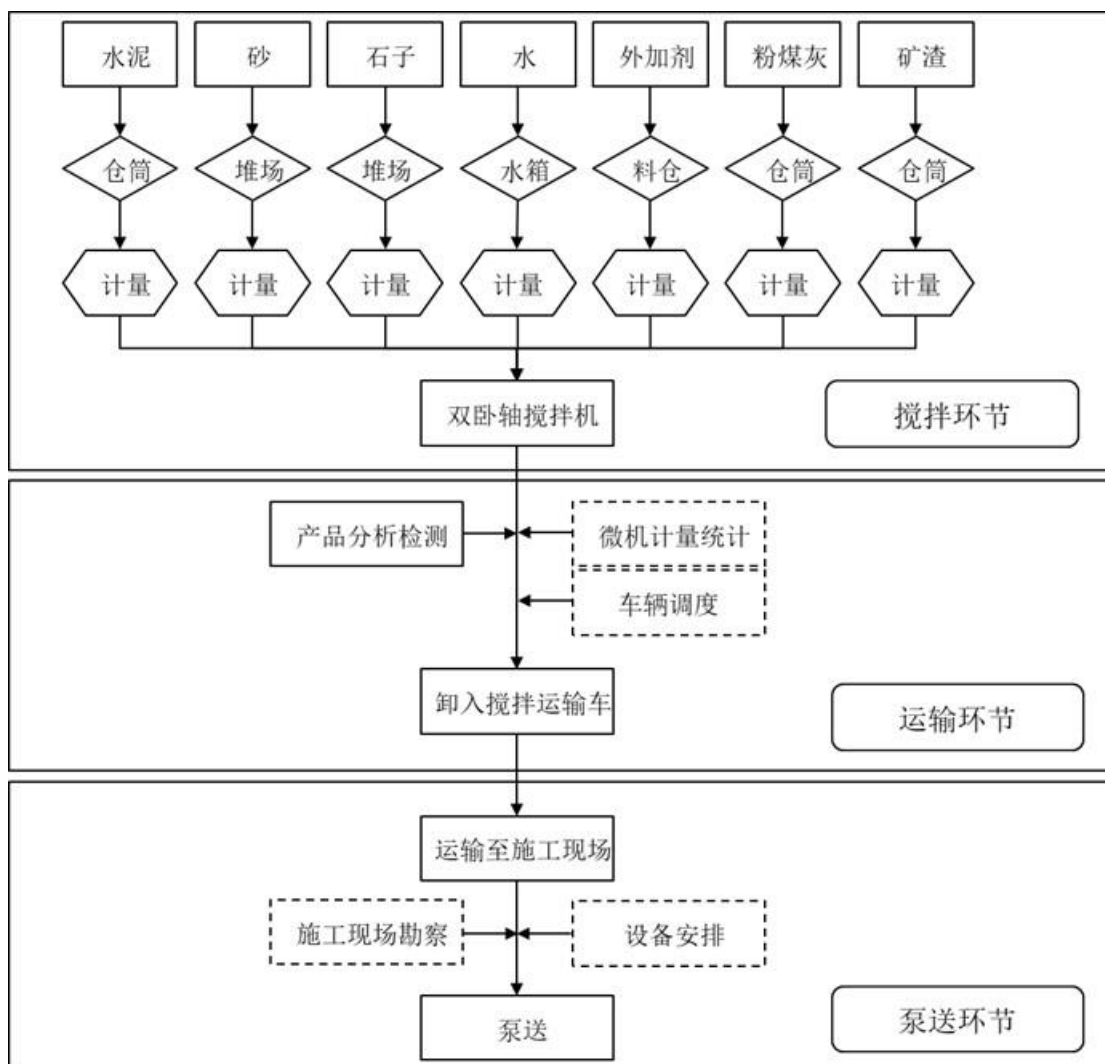 水泥 砂 石子 水 外加剂 粉煤灰 矿渣
仓筒 堆场 堆场 水箱 料仓 仓筒 仓筒
计量 计量 计量 计量 计量 计量 计量
双卧轴搅拌机
搅拌环节
产品分析检测 微机计量统计
车辆调度
卸入搅拌运输车
运输环节
运输至施工现场
施工现场勘察 设备安排
泵送
泵送环节